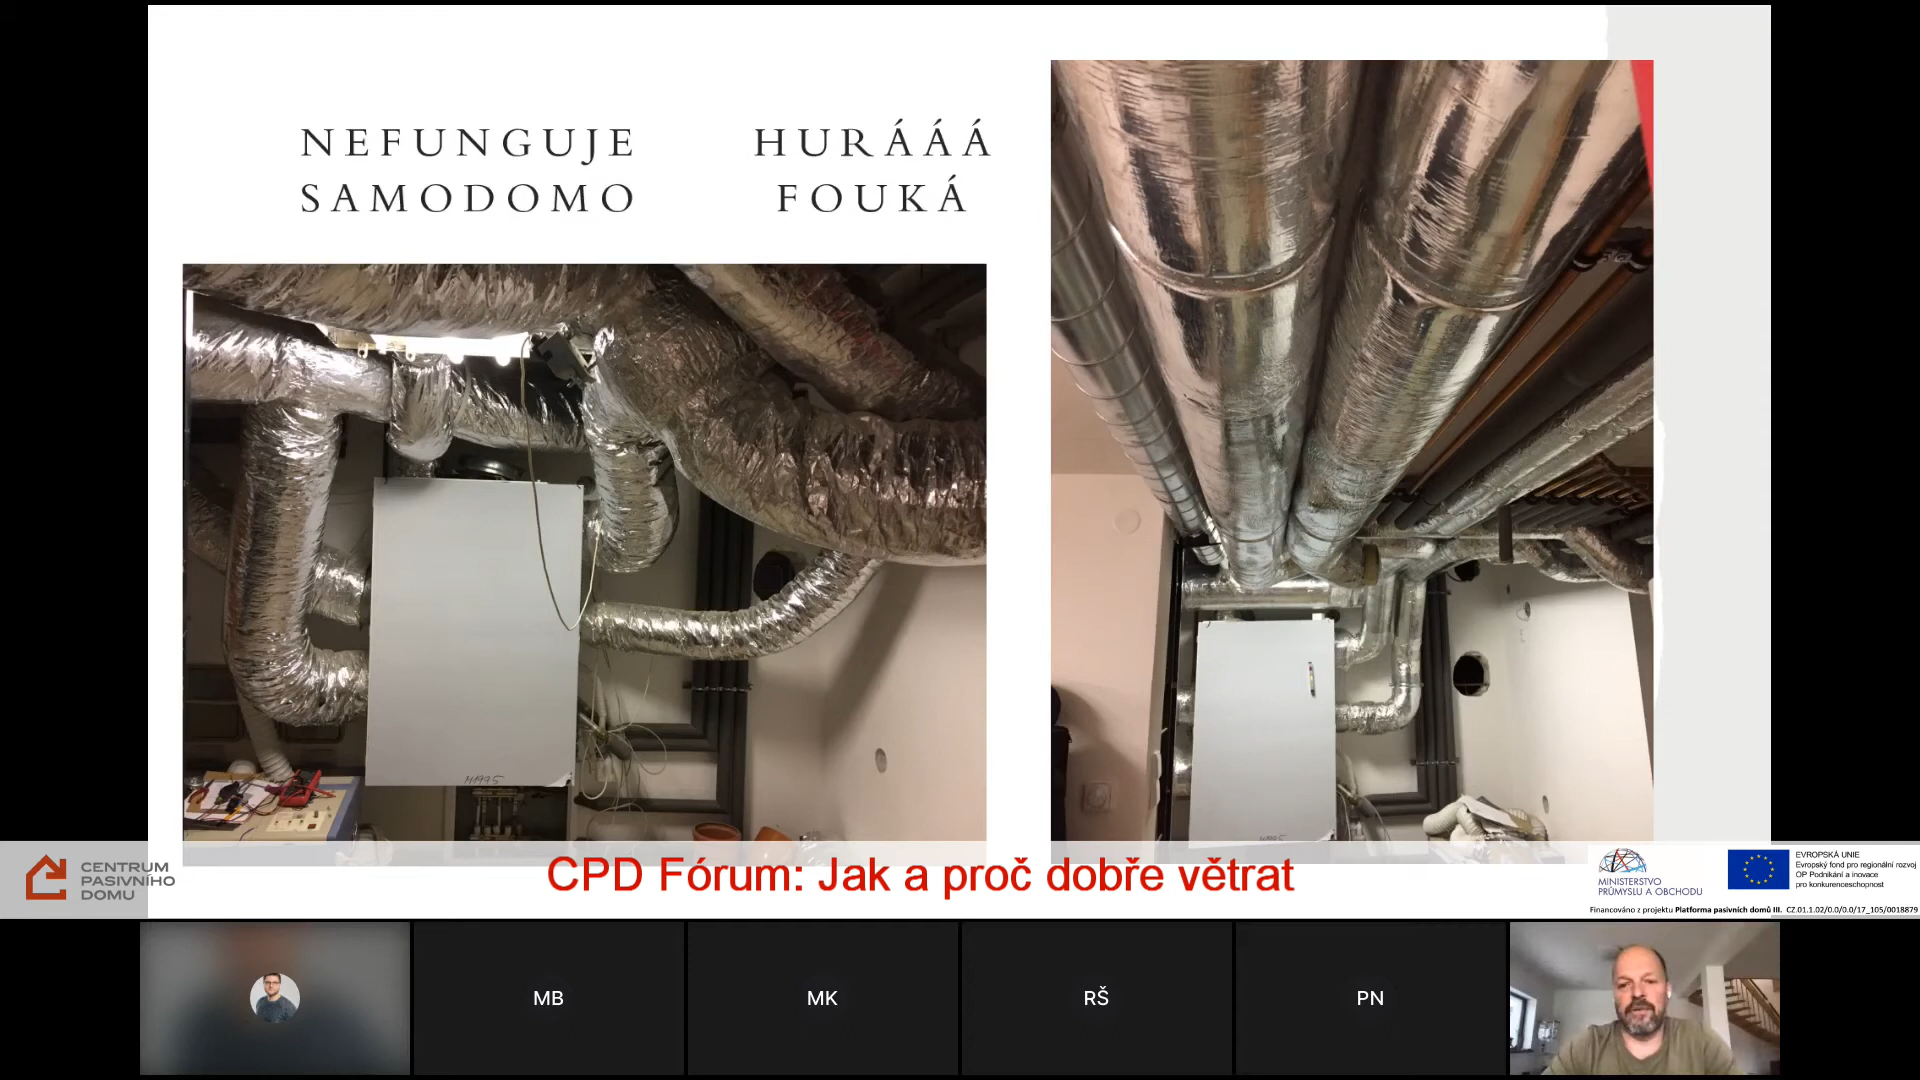 NEFUNGUJE
SAMODOMO
HURÁÁÁ
FOUKÁ
CENTRUM
PASIVNÍHO
DOMU
CPD Fórum: Jak a proč dobře větrat
MINISTERSTVO
PRŮMYSLU A OBCHODU
EVROPSKÁ UNIE
Evropský fond pro regionální rozvoj
OP Podnikání a inovace
pro konkurenceschopnost
Financováno z projektu Platforma pasivních domů III. CZ.01.1.02/0.0/0.0/17_105/0018879
MB
MK
RŠ
PN